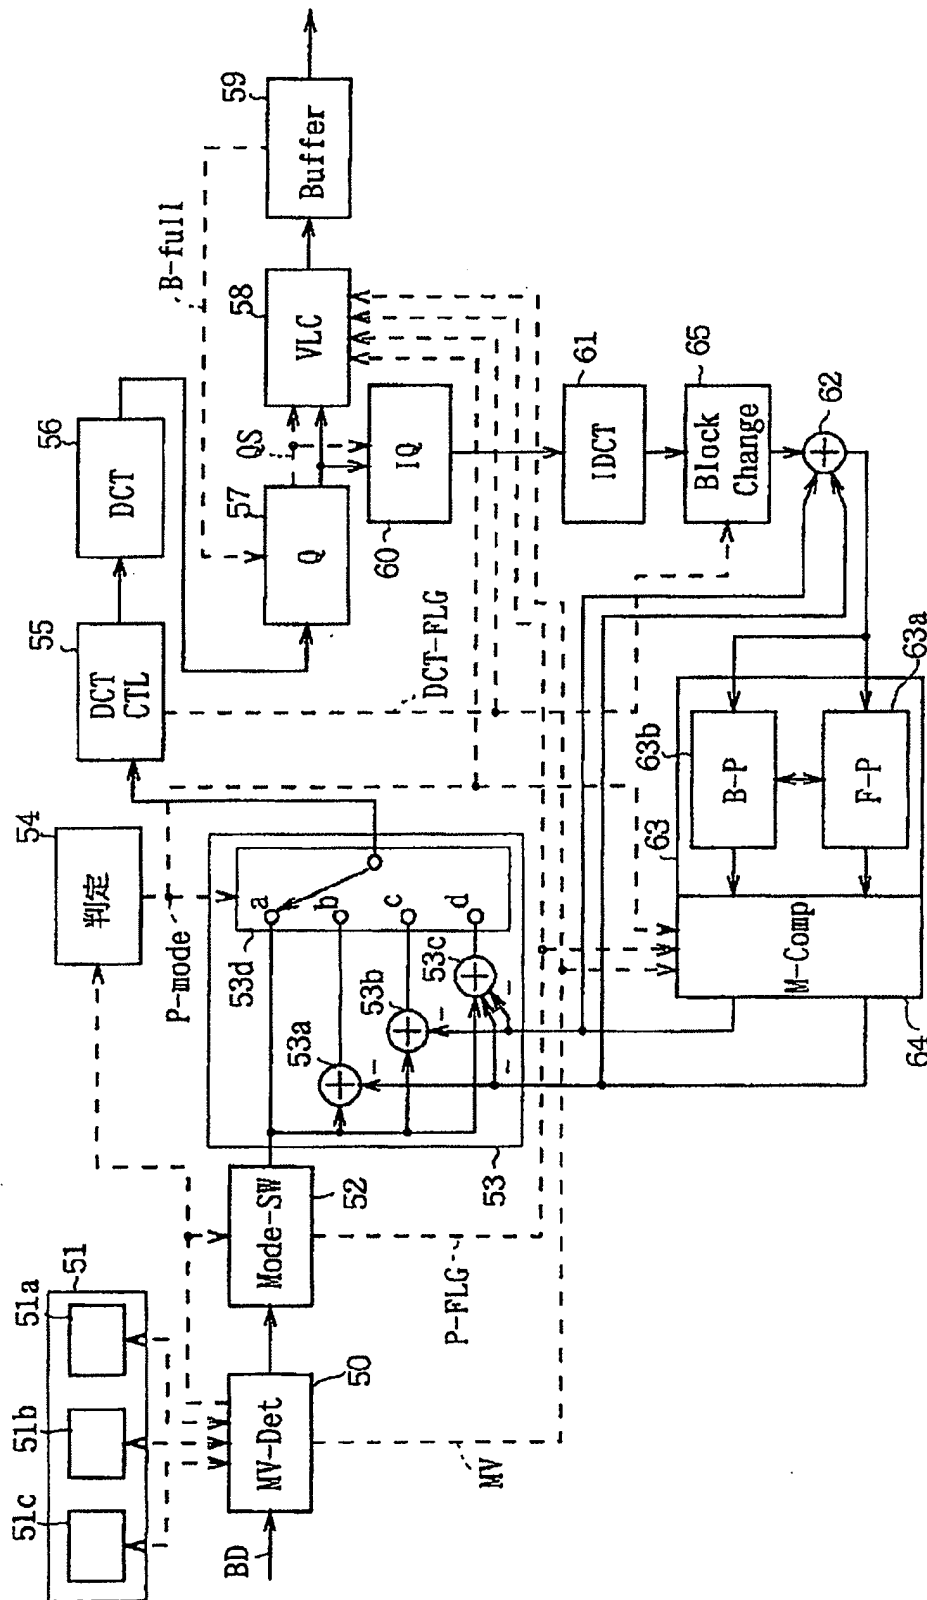 51
51a
51b
51c
BD
MV-Det
50
MV
Mode-SW
52
P-FLG
53
53a
53b
53c
53d
a
b
c
d
判定
54
P-mode
DCT
CTL
55
DCT-FLG
DCT
56
Q
57
QS
VLC
58
B-full
Buffer
59
IQ
60
IDCT
61
Block
Change
65
62
63
63a
F-P
63b
B-P
M-Comp
64